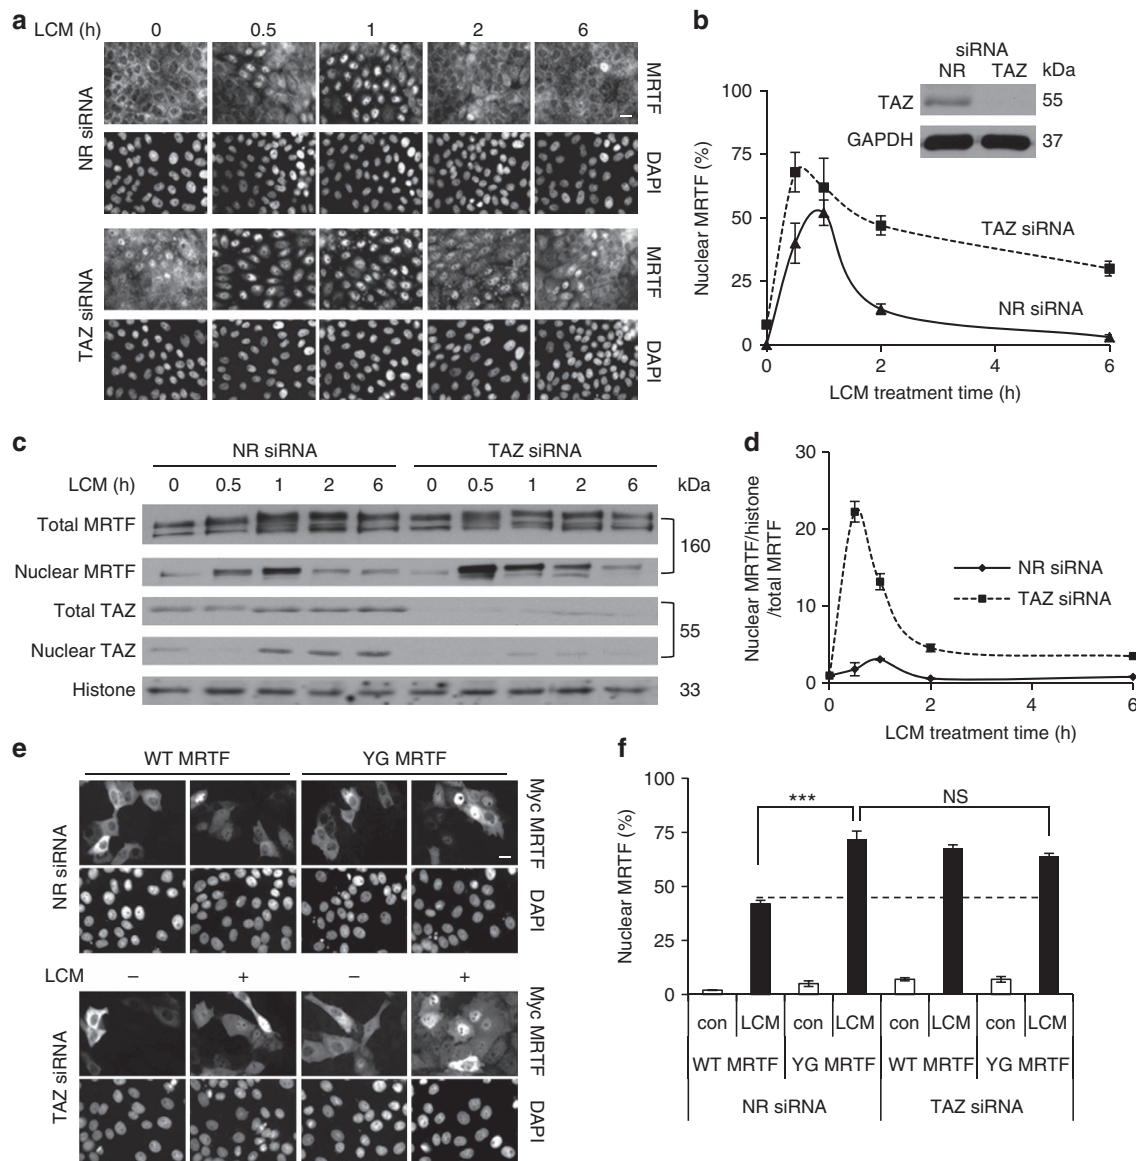 a
LCM (h) 0 0.5 1 2 6
NR siRNA
MRTF
DAPI
TAZ siRNA
MRTF
DAPI
b
siRNA
NR TAZ kDa
TAZ 55
GAPDH 37
Nuclear MRTF (%)
100
75
50
25
0
TAZ siRNA
NR siRNA
0 2 4 6
LCM treatment time (h)
c
NR siRNA TAZ siRNA
LCM (h) 0 0.5 1 2 6 0 0.5 1 2 6 kDa
Total MRTF
160
Nuclear MRTF
Total TAZ
55
Nuclear TAZ
Histone 33
d
Nuclear MRTF/histone
/total MRTF
30
20
10
0
NR siRNA
TAZ siRNA
0 2 4 6
LCM treatment time (h)
e
WT MRTF YG MRTF
NR siRNA
Myc MRTF
DAPI
LCM – + – +
TAZ siRNA
Myc MRTF
DAPI
f
Nuclear MRTF (%)
100
75
50
25
0
*** NS
con LCM con LCM con LCM con LCM
WT MRTF YG MRTF WT MRTF YG MRTF
NR siRNA TAZ siRNA